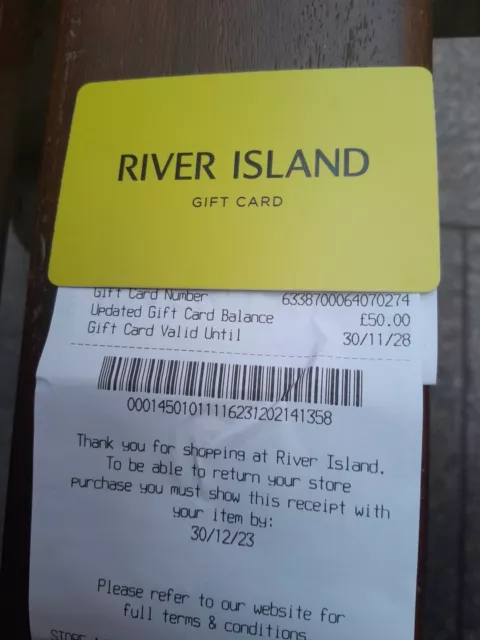 RIVER ISLAND
GIFT CARD
Gift Card Number 6338700064070274
Updated Gift Card Balance £50.00
Gift Card Valid Until 30/11/28
00014501011116231202141358
Thank you for shopping at River Island.
To be able to return your store
purchase you must show this receipt with
your item by:
30/12/23
Please refer to our website for
full terms & conditions
STORE